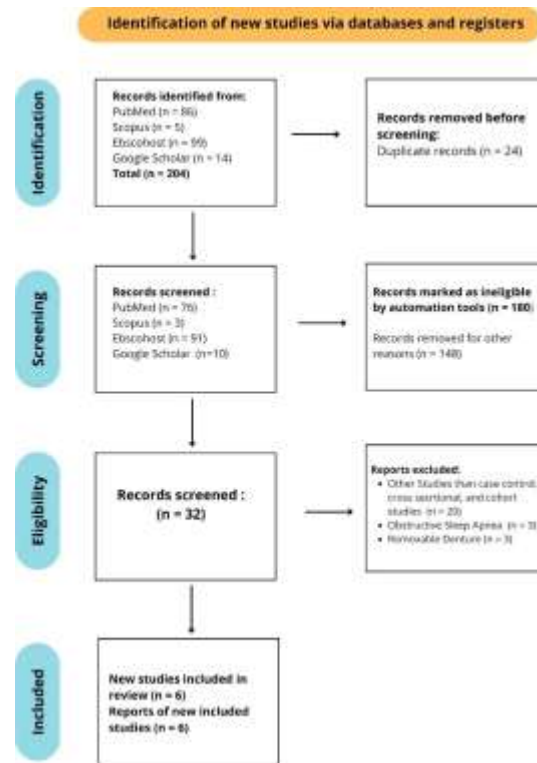 Identification of new studies via databases and registers
Identification
Records identified from:
PubMed (n = 86)
Scopus (n = 5)
Ebscohost (n = 99)
Google Scholar (n = 14)
Total (n = 204)
Records removed before
screening:
Duplicate records (n = 24)
Screening
Records screened :
PubMed (n = 76)
Scopus (n = 3)
Ebscohost (n = 91)
Google Scholar (n=10)
Records marked as ineligible
by automation tools (n = 180)
Records removed for other
reasons (n = 148)
Eligibility
Records screened :
(n = 32)
Reports excluded:
Other Studies than case control,
cross sectional, and cohort
studies (n = 20)
Obstructive Sleep Apnea (n = 3)
Removable Denture (n = 3)
Included
New studies included in
review (n = 6)
Reports of new included
studies (n = 6)